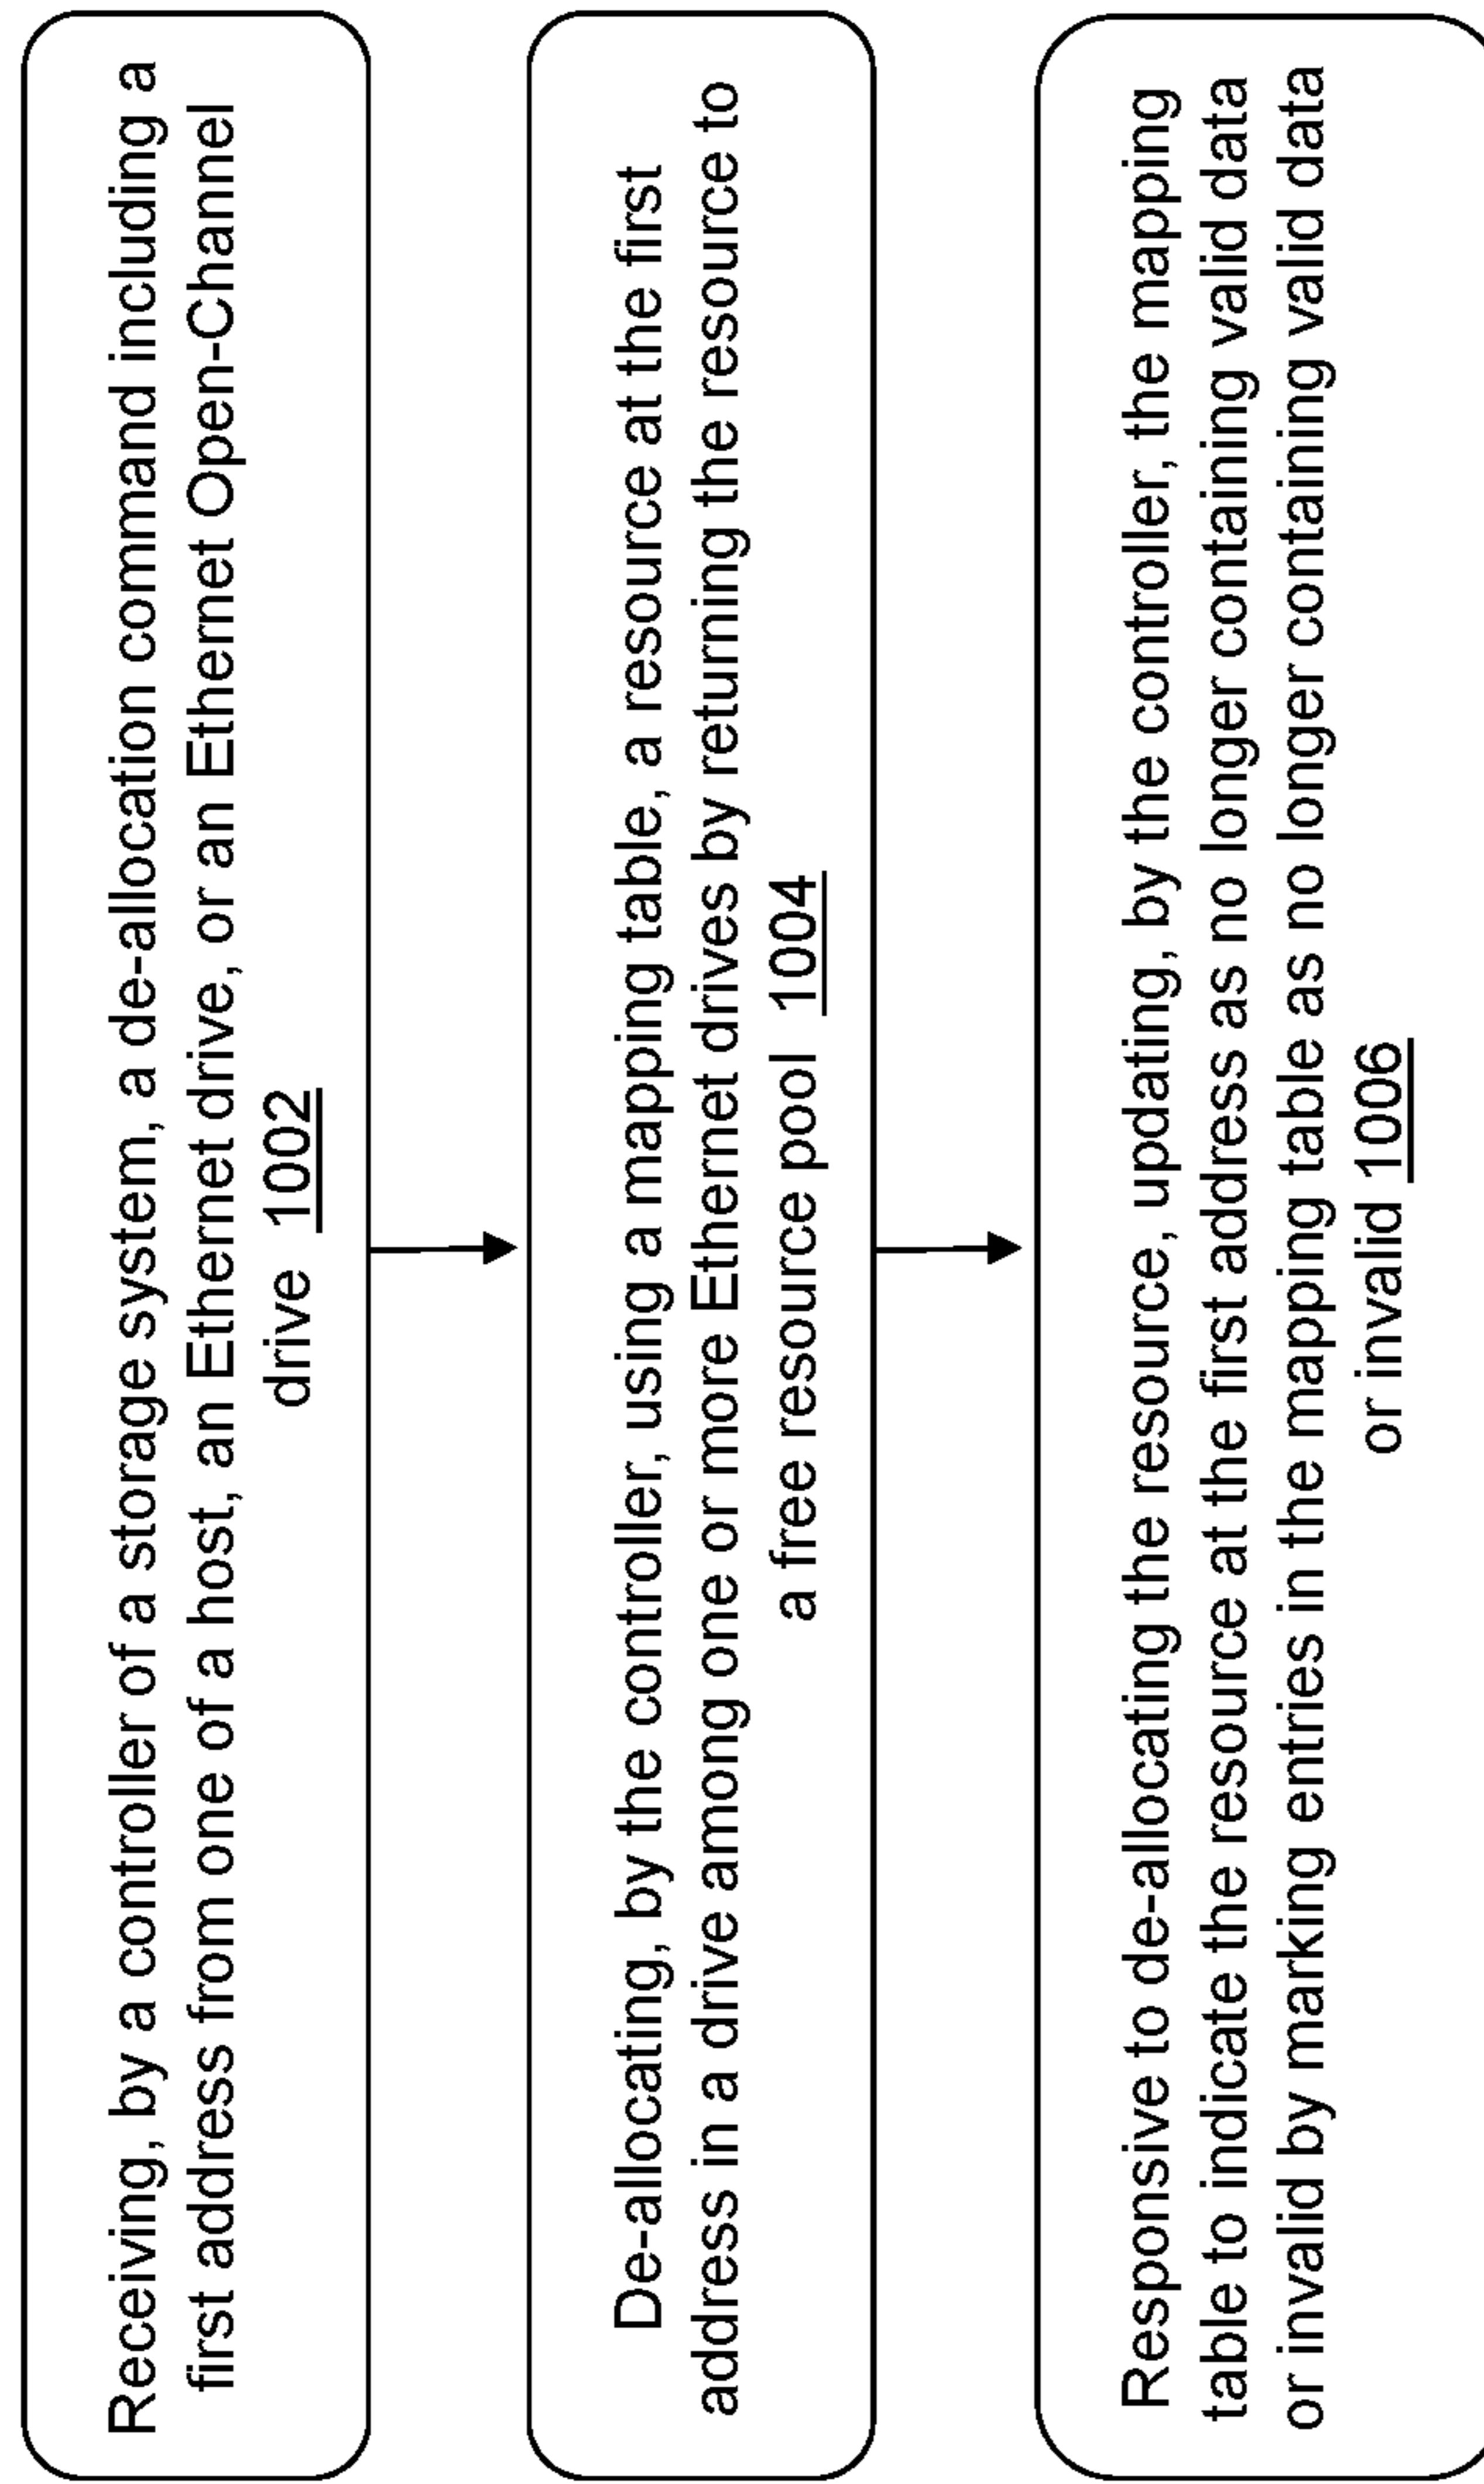 Receiving, by a controller of a storage system, a de-allocation command including a
first address from one of a host, an Ethernet drive, or an Ethernet Open-Channel
drive 1002
De-allocating, by the controller, using a mapping table, a resource at the first
address in a drive among one or more Ethernet drives by returning the resource to
a free resource pool 1004
Responsive to de-allocating the resource, updating, by the controller, the mapping
table to indicate the resource at the first address as no longer containing valid data
or invalid by marking entries in the mapping table as no longer containing valid data
or invalid 1006